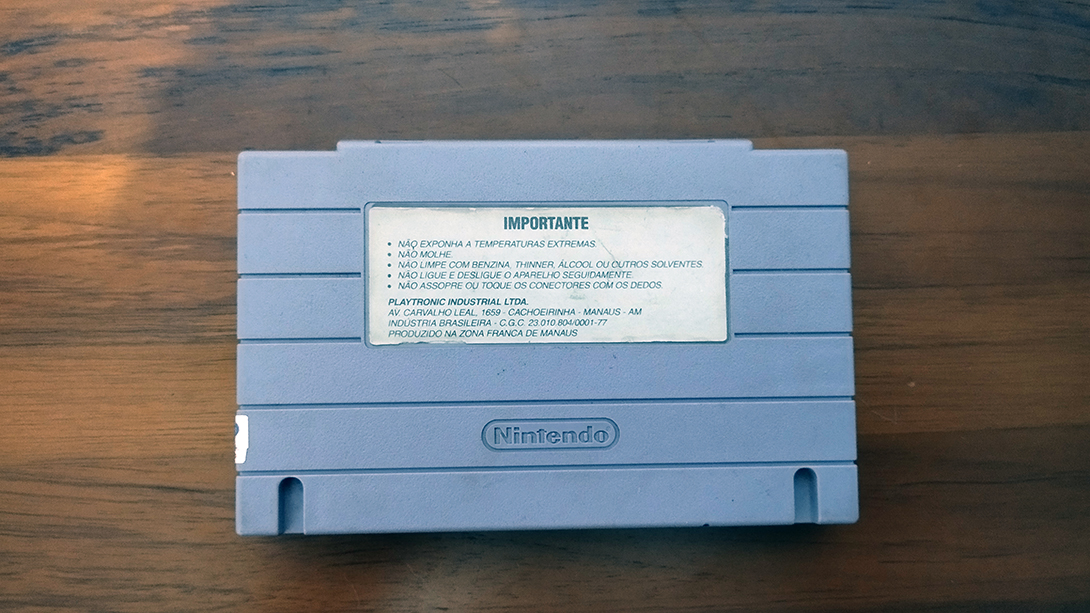 IMPORTANTE
• NÃO EXPONHA A TEMPERATURAS EXTREMAS.
• NÃO MOLHE.
• NÃO LIMPE COM BENZINA, THINNER, ÁLCOOL OU OUTROS SOLVENTES.
• NÃO LIGUE E DESLIGUE O APARELHO SEGUIDAMENTE.
• NÃO ASSOPRE OU TOQUE OS CONECTORES COM OS DEDOS.
PLAYTRONIC INDUSTRIAL LTDA.
AV. CARVALHO LEAL, 1659 - CACHOEIRINHA - MANAUS - AM
INDÚSTRIA BRASILEIRA - C.G.C. 23.010.804/0001-77
PRODUZIDO NA ZONA FRANCA DE MANAUS
Nintendo